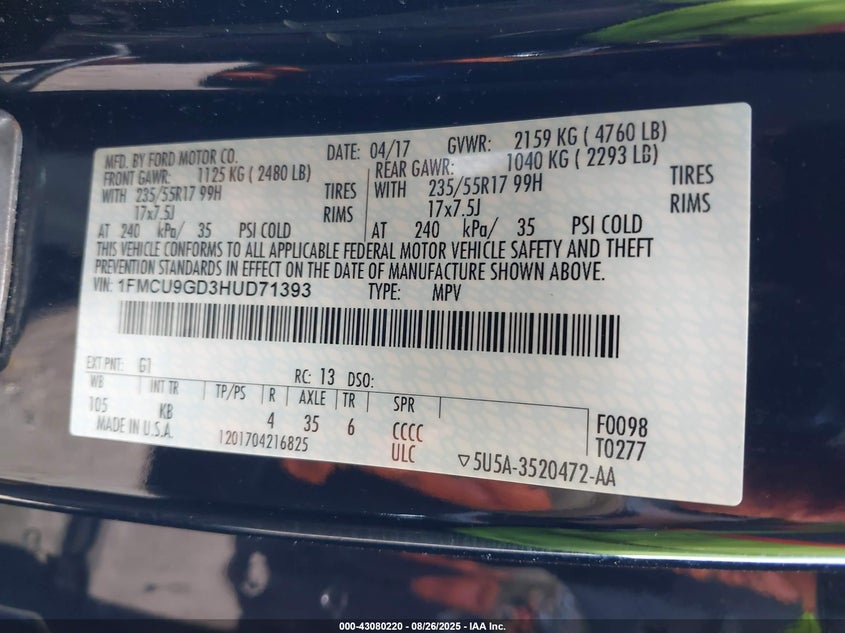 MFD. BY FORD MOTOR CO. DATE: 04/17 GVWR: 2159 KG ( 4760 LB)
FRONT GAWR: 1125 KG ( 2480 LB) REAR GAWR: 1040 KG ( 2293 LB)
WITH 235/55R17 99H TIRES WITH 235/55R17 99H TIRES
17x7.5J RIMS 17x7.5J RIMS
AT 240 kPa/ 35 PSI COLD AT 240 kPa/ 35 PSI COLD
THIS VEHICLE CONFORMS TO ALL APPLICABLE FEDERAL MOTOR VEHICLE SAFETY AND THEFT
PREVENTION STANDARDS IN EFFECT ON THE DATE OF MANUFACTURE SHOWN ABOVE.
VIN: 1FMCU9GD3HUD71393 TYPE: MPV
EXT PNT: G1 RC: 13 DSO:
WB INT TR TP/PS R AXLE TR SPR
105 KB 4 35 6 CCCC F0098
MADE IN U.S.A. 1201704216825 ULC ▽5U5A-3520472-AA T0277
000-43080220 - 08/26/2025 - IAA Inc.